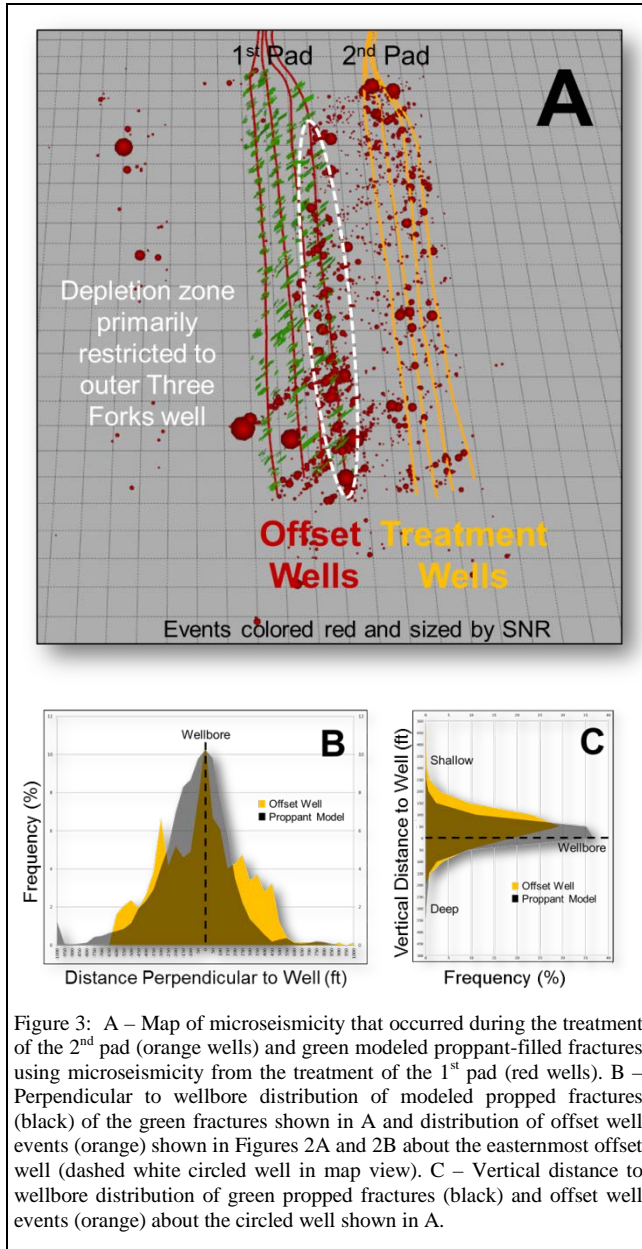 1st Pad 2nd Pad
A
Depletion zone
primarily
restricted to
outer Three
Forks well
Offset Treatment
Wells Wells
Events colored red and sized by SNR
B
Wellbore
Offset Well
Proppant Model
Frequency (%)
Distance Perpendicular to Well (ft)
C
Shallow
Offset Well
Proppant Model
Wellbore
Deep
Vertical Distance to Well (ft)
Frequency (%)
Figure 3: A – Map of microseismicity that occurred during the treatment
of the 2nd pad (orange wells) and green modeled proppant-filled fractures
using microseismicity from the treatment of the 1st pad (red wells). B –
Perpendicular to wellbore distribution of modeled propped fractures
(black) of the green fractures shown in A and distribution of offset well
events (orange) shown in Figures 2A and 2B about the easternmost offset
well (dashed white circled well in map view). C – Vertical distance to
wellbore distribution of green propped fractures (black) and offset well
events (orange) about the circled well shown in A.